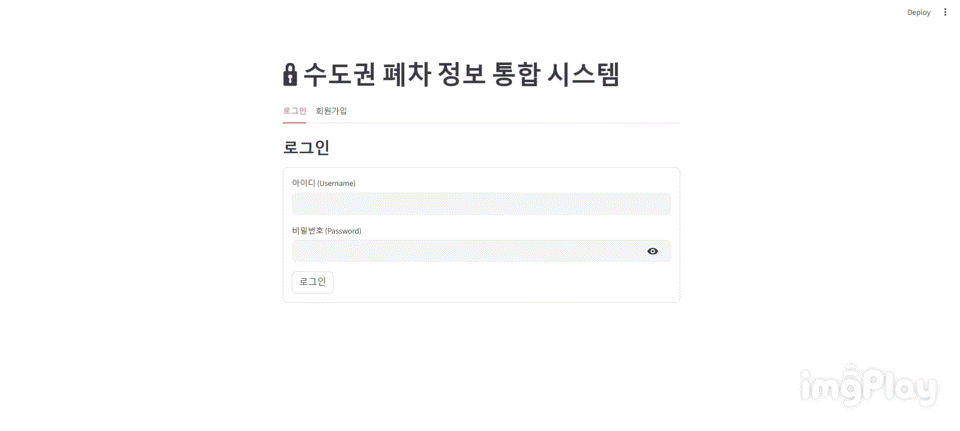 Deploy
수도권 폐차 정보 통합 시스템
로그인 회원가입
로그인
아이디 (Username)
비밀번호 (Password)
로그인
imgPlay